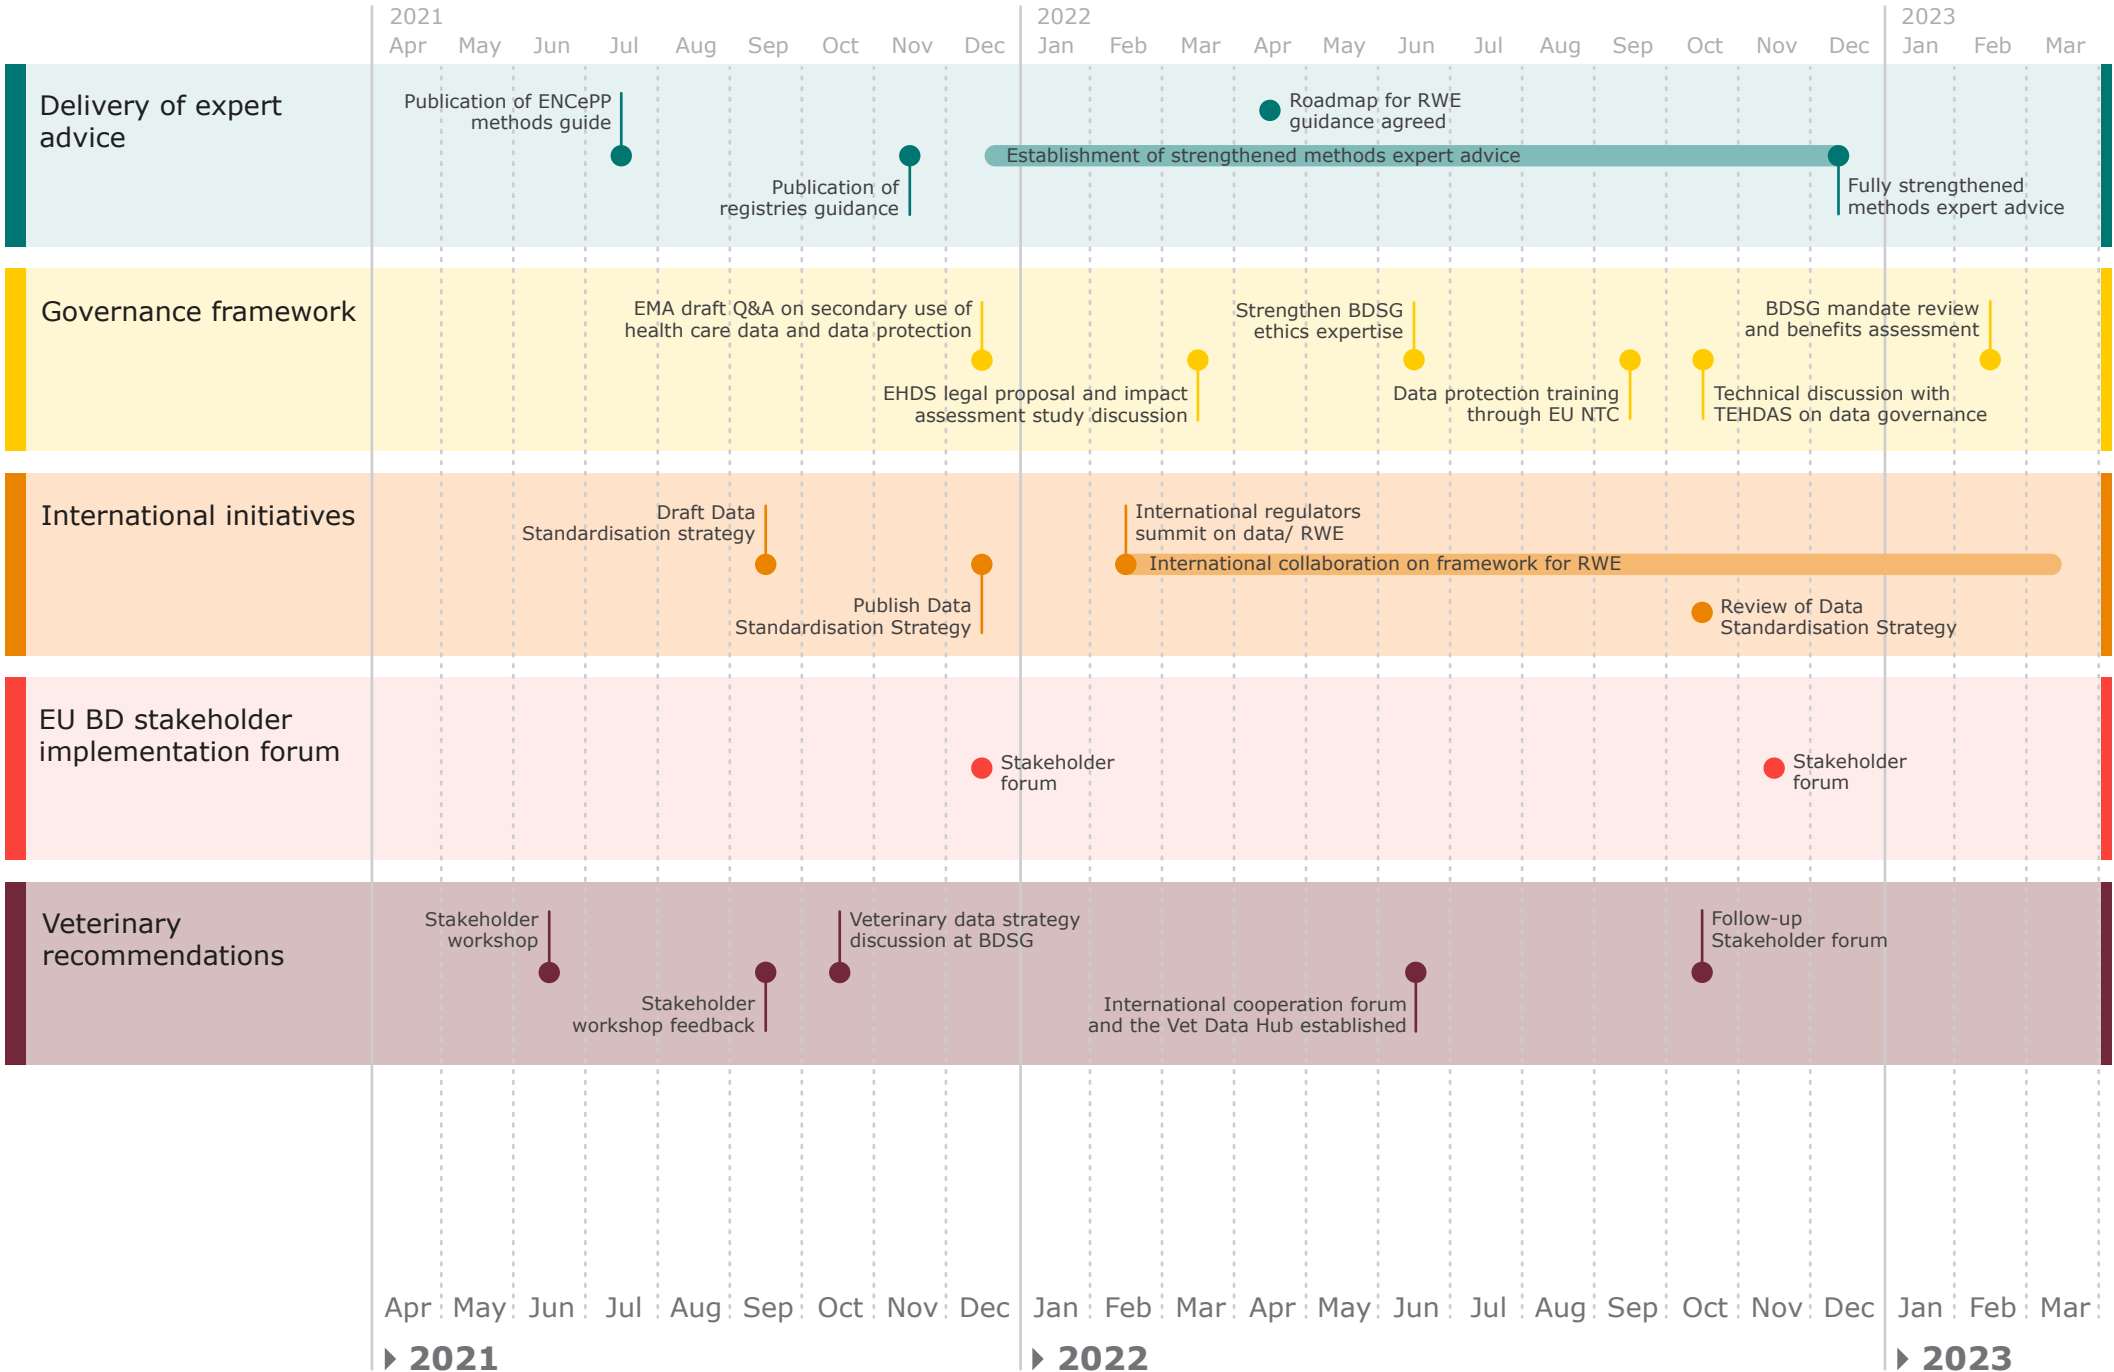 2021
2022
2023
Apr May Jun Jul Aug Sep Oct Nov Dec Jan Feb Mar Apr May Jun Jul Aug Sep Oct Nov Dec Jan Feb Mar
Delivery of expert
advice
Publication of ENCePP
methods guide
Publication of
registries guidance
Roadmap for RWE
guidance agreed
Establishment of strengthened methods expert advice
Fully strengthened
methods expert advice
Governance framework
EMA draft Q&A on secondary use of
health care data and data protection
EHDS legal proposal and impact
assessment study discussion
Strengthen BDSG
ethics expertise
Data protection training
through EU NTC
Technical discussion with
TEHDAS on data governance
BDSG mandate review
and benefits assessment
International initiatives
Draft Data
Standardisation strategy
Publish Data
Standardisation Strategy
International regulators
summit on data/ RWE
International collaboration on framework for RWE
Review of Data
Standardisation Strategy
EU BD stakeholder
implementation forum
Stakeholder
forum
Stakeholder
forum
Veterinary
recommendations
Stakeholder
workshop
Stakeholder
workshop feedback
Veterinary data strategy
discussion at BDSG
International cooperation forum
and the Vet Data Hub established
Follow-up
Stakeholder forum
Apr May Jun Jul Aug Sep Oct Nov Dec Jan Feb Mar Apr May Jun Jul Aug Sep Oct Nov Dec Jan Feb Mar
2021
2022
2023